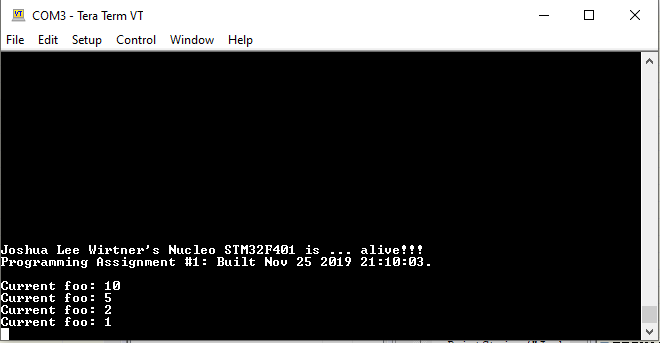 COM3 - Tera Term VT
File Edit Setup Control Window Help
Joshua Lee Wirtner's Nucleo STM32F401 is ... alive!!!
Programming Assignment #1: Built Nov 25 2019 21:10:03.
Current foo: 10
Current foo: 5
Current foo: 2
Current foo: 1